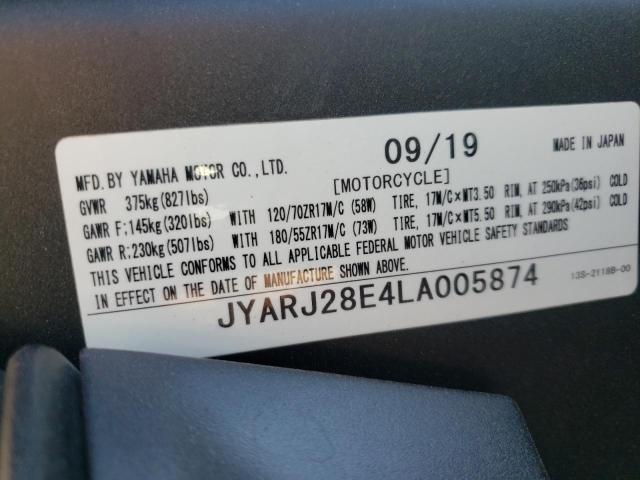 MFD. BY YAMAHA MOTOR CO.,LTD. 09/19 MADE IN JAPAN
GVWR 375kg(827lbs) [MOTORCYCLE]
GAWR F:145kg(320lbs) WITH 120/70ZR17M/C (58W) TIRE, 17M/C×MT3.50 RIM, AT 250kPa(36psi) COLD
GAWR R:230kg(507lbs) WITH 180/55ZR17M/C (73W) TIRE, 17M/C×MT5.50 RIM, AT 290kPa(42psi) COLD
THIS VEHICLE CONFORMS TO ALL APPLICABLE FEDERAL MOTOR VEHICLE SAFETY STANDARDS
IN EFFECT ON THE DATE OF MANUFACTURE SHOWN ABOVE.
JYARJ28E4LA005874
13S-2118B-00